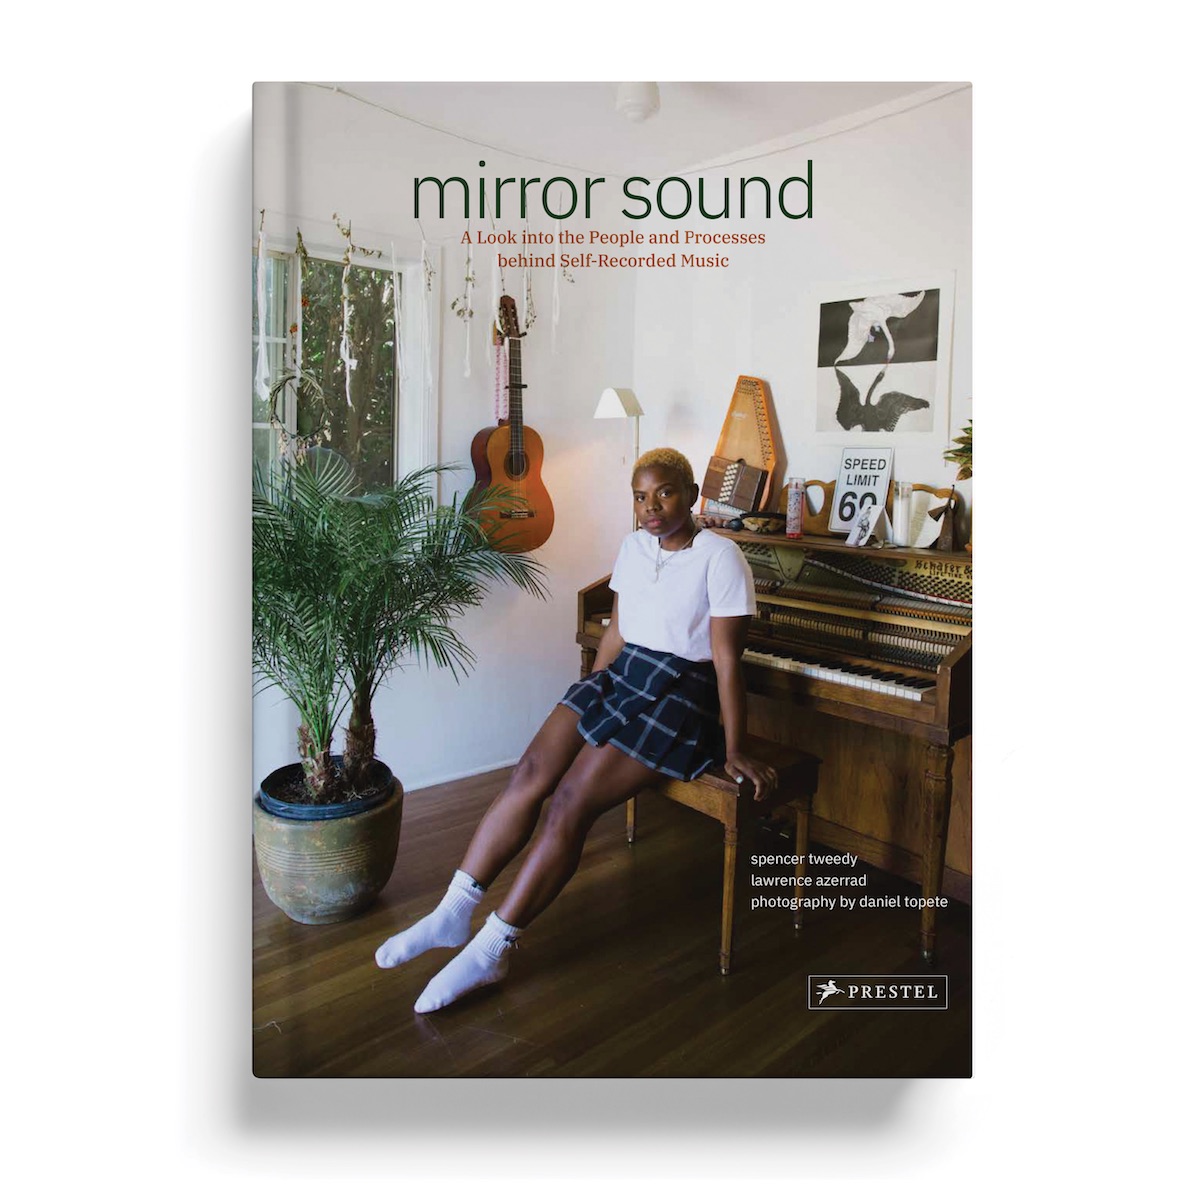 mirror sound
A Look into the People and Processes
behind Self-Recorded Music
SPEED
LIMIT
60
spencer tweedy
lawrence azerrad
photography by daniel topete
PRESTEL